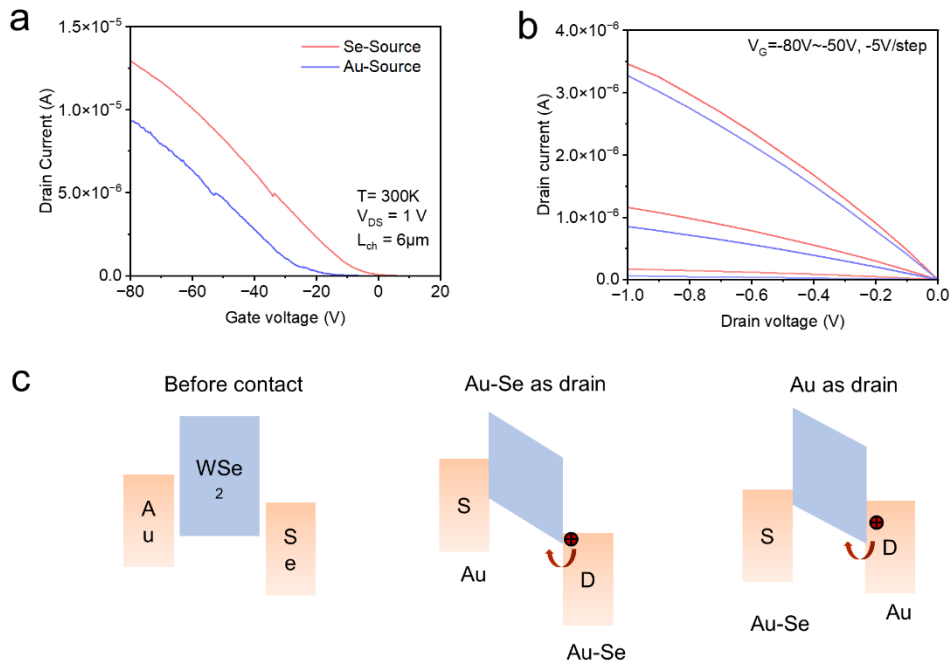 a
1.5×10⁻⁵
1.0×10⁻⁵
5.0×10⁻⁶
0.0
Drain Current (A)
Se-Source
Au-Source
T= 300K
V_DS = 1 V
L_ch = 6μm
−80 −60 −40 −20 0 20
Gate voltage (V)
b
4.0×10⁻⁶
3.0×10⁻⁶
2.0×10⁻⁶
1.0×10⁻⁶
0.0
Drain current (A)
V_G=-80V~-50V, -5V/step
−1.0 −0.8 −0.6 −0.4 −0.2 0.0
Drain voltage (V)
c
Before contact
A
u
WSe
2
S
e
Au-Se as drain
S
Au
D
Au-Se
Au as drain
S
Au-Se
D
Au